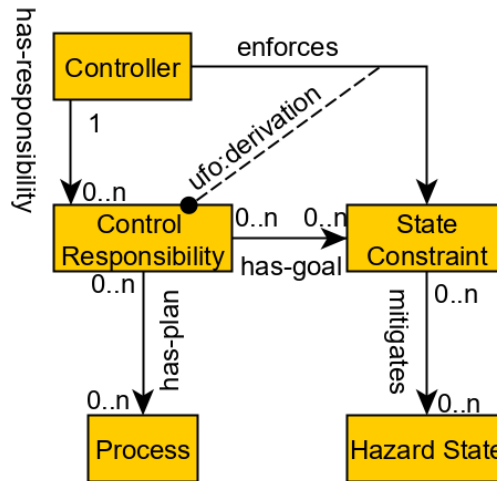 enforces
Controller
has-responsibility
1
ufo:derivation
0..n
Control
Responsibility
0..n
0..n
State
Constraint
has-goal
0..n
0..n
has-plan
mitigates
0..n
0..n
Process
Hazard State